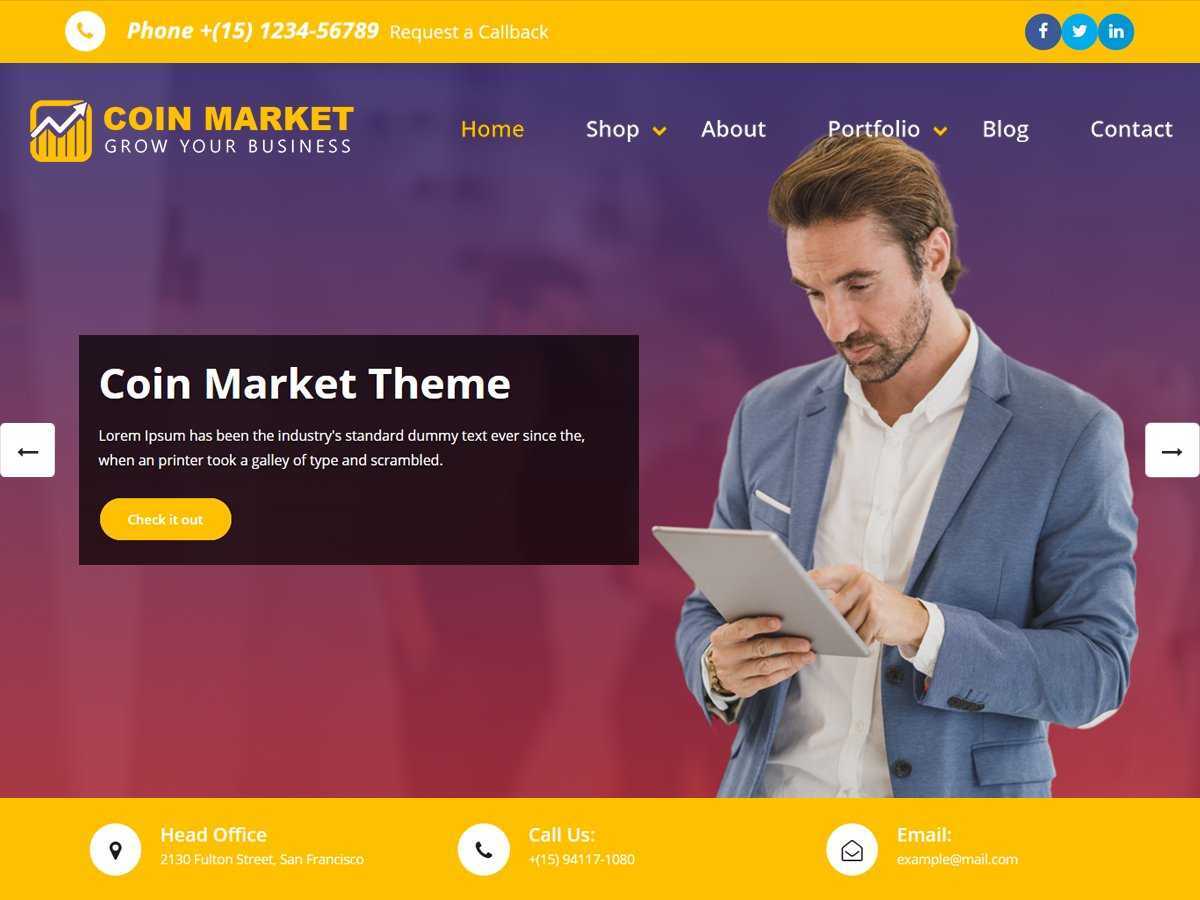 Phone +(15) 1234-56789 Request a Callback
COIN MARKET
GROW YOUR BUSINESS
Home Shop About Portfolio Blog Contact
Coin Market Theme
Lorem Ipsum has been the industry's standard dummy text ever since the,
when an printer took a galley of type and scrambled.
Check it out
Head Office
2130 Fulton Street, San Francisco
Call Us:
+(15) 94117-1080
Email:
example@mail.com